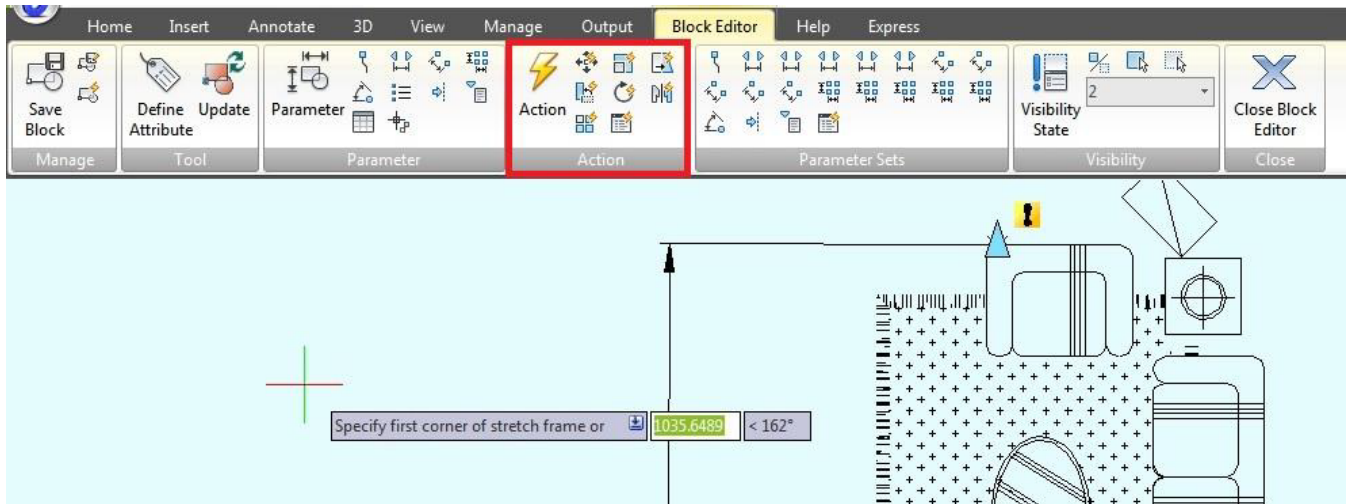 Home Insert Annotate 3D View Manage Output Block Editor Help Express
Save
Block
Define
Attribute
Update
Parameter
Action
2
Visibility
State
Close Block
Editor
Manage Tool Parameter Action Parameter Sets Visibility Close
Specify first corner of stretch frame or 1035.6489 < 162°